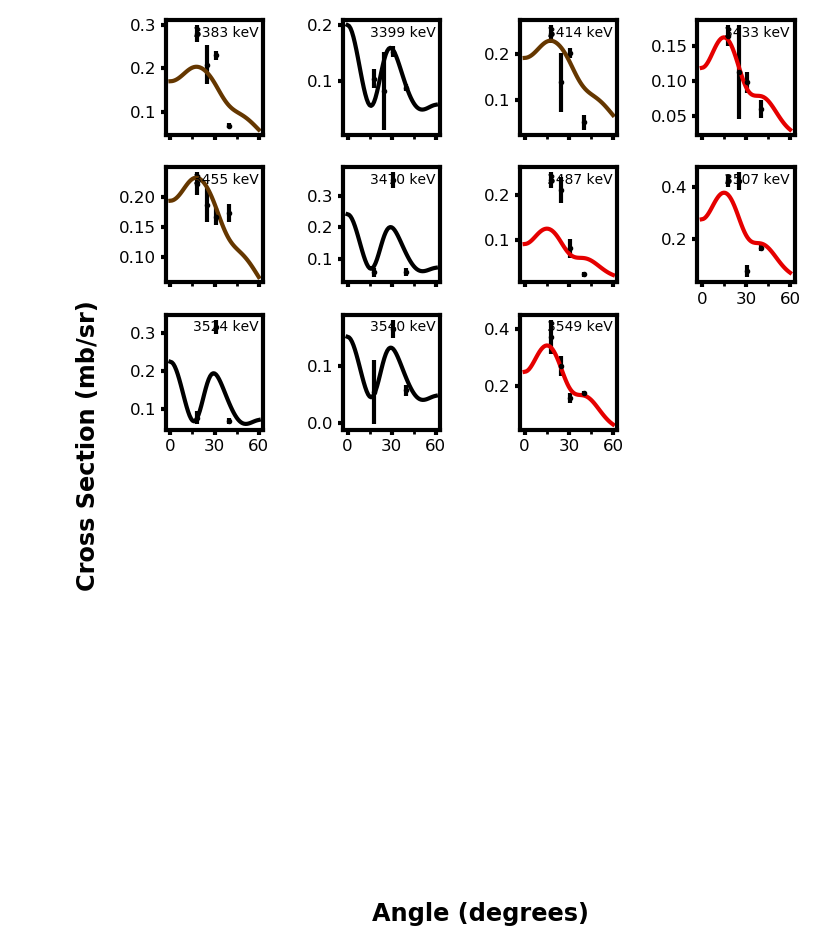 3383 keV
0.3
0.2
0.1
3399 keV
0.2
0.1
3414 keV
0.2
0.1
3433 keV
0.15
0.10
0.05
3455 keV
0.20
0.15
0.10
3470 keV
0.3
0.2
0.1
3487 keV
0.2
0.1
3507 keV
0.4
0.2
0 30 60
3524 keV
0.3
0.2
0.1
0 30 60
3540 keV
0.1
0.0
0 30 60
3549 keV
0.4
0.2
0 30 60
Cross Section (mb/sr)
Angle (degrees)